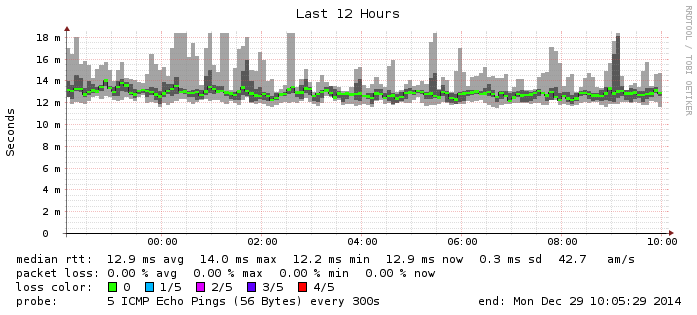 Last 12 Hours
RRDTOOL / TOBI OETIKER
Seconds
18 m
16 m
14 m
12 m
10 m
8 m
6 m
4 m
2 m
0
00:00 02:00 04:00 06:00 08:00 10:00
median rtt: 12.9 ms avg 14.0 ms max 12.2 ms min 12.9 ms now 0.3 ms sd 42.7 am/s
packet loss: 0.00 % avg 0.00 % max 0.00 % min 0.00 % now
loss color: 0 1/5 2/5 3/5 4/5
probe: 5 ICMP Echo Pings (56 Bytes) every 300s end: Mon Dec 29 10:05:29 2014